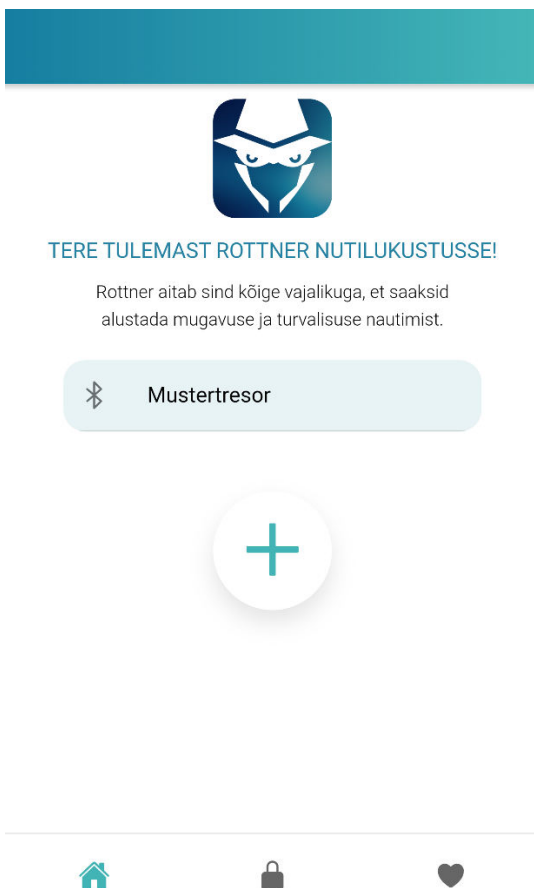 TERE TULEMAST ROTTNER NUTILUKUSTUSSE!
Rottner aitab sind kõige vajalikuga, et saaksid
alustada mugavuse ja turvalisuse nautimist.
Mustertresor